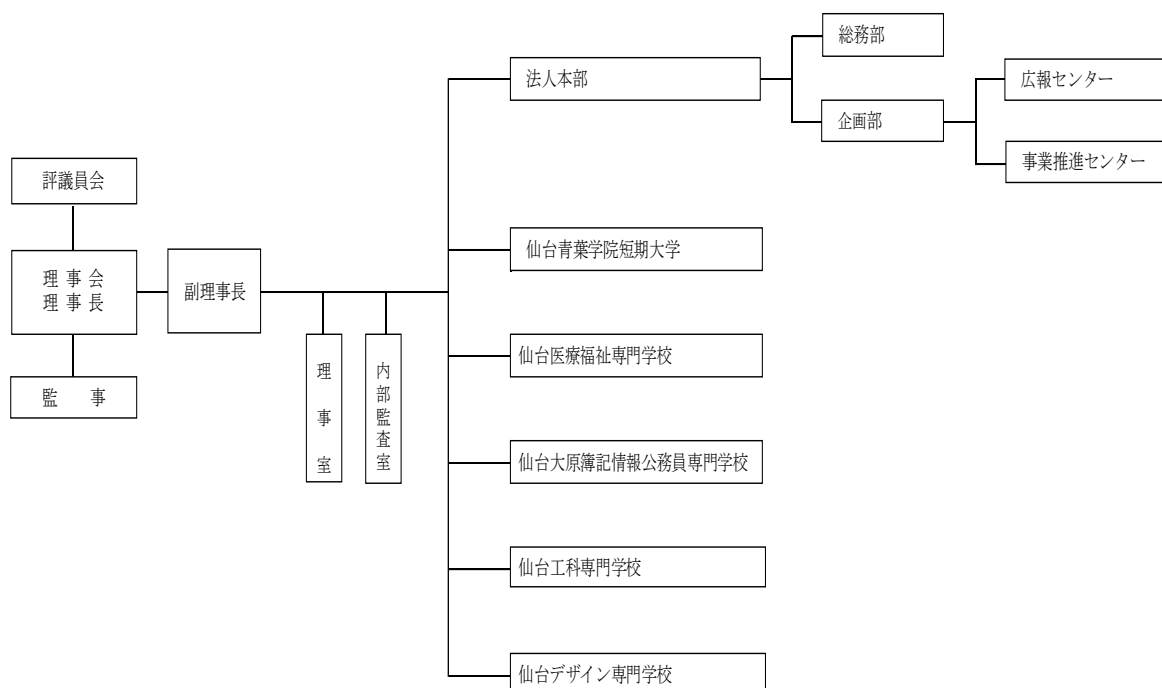 総務部
法人本部
広報センター
企画部
事業推進センター
評議員会
理事会
理事長
副理事長
監 事
理事室
内部監査室
仙台青葉学院短期大学
仙台医療福祉専門学校
仙台大原簿記情報公務員専門学校
仙台工科専門学校
仙台デザイン専門学校